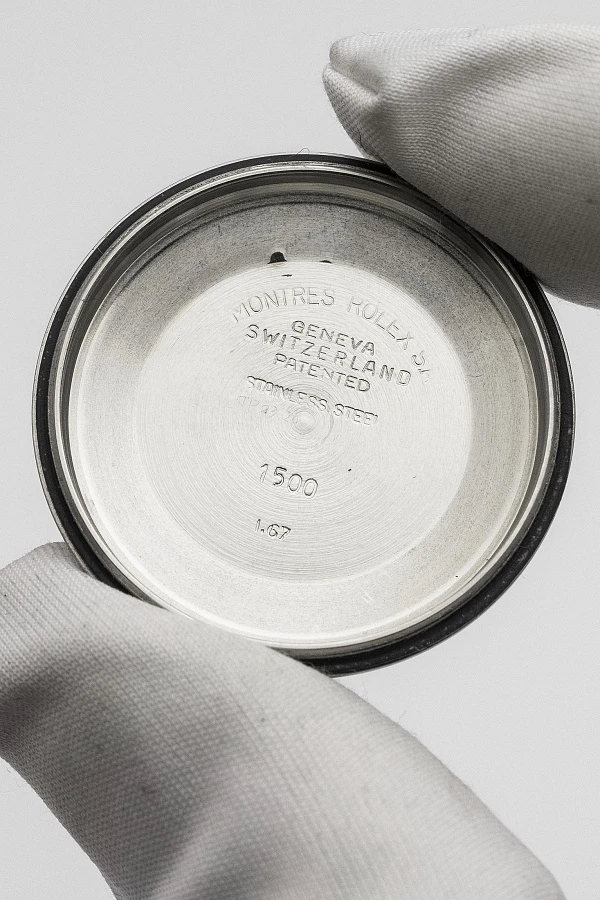 MONTRES ROLEX S.A.
GENEVA
SWITZERLAND
PATENTED
STAINLESS STEEL
1500
I.67